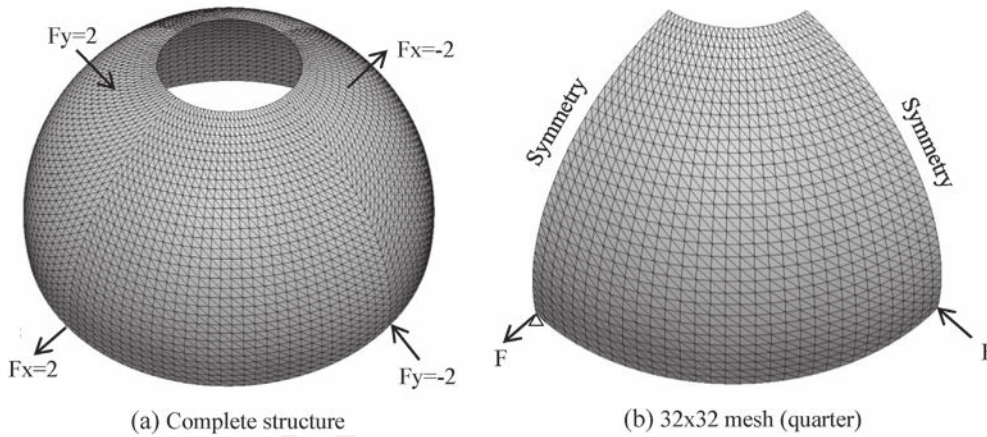 Fy=2
Fx=-2
Fx=2
Fy=-2
(a) Complete structure
Symmetry
Symmetry
F
(b) 32x32 mesh (quarter)